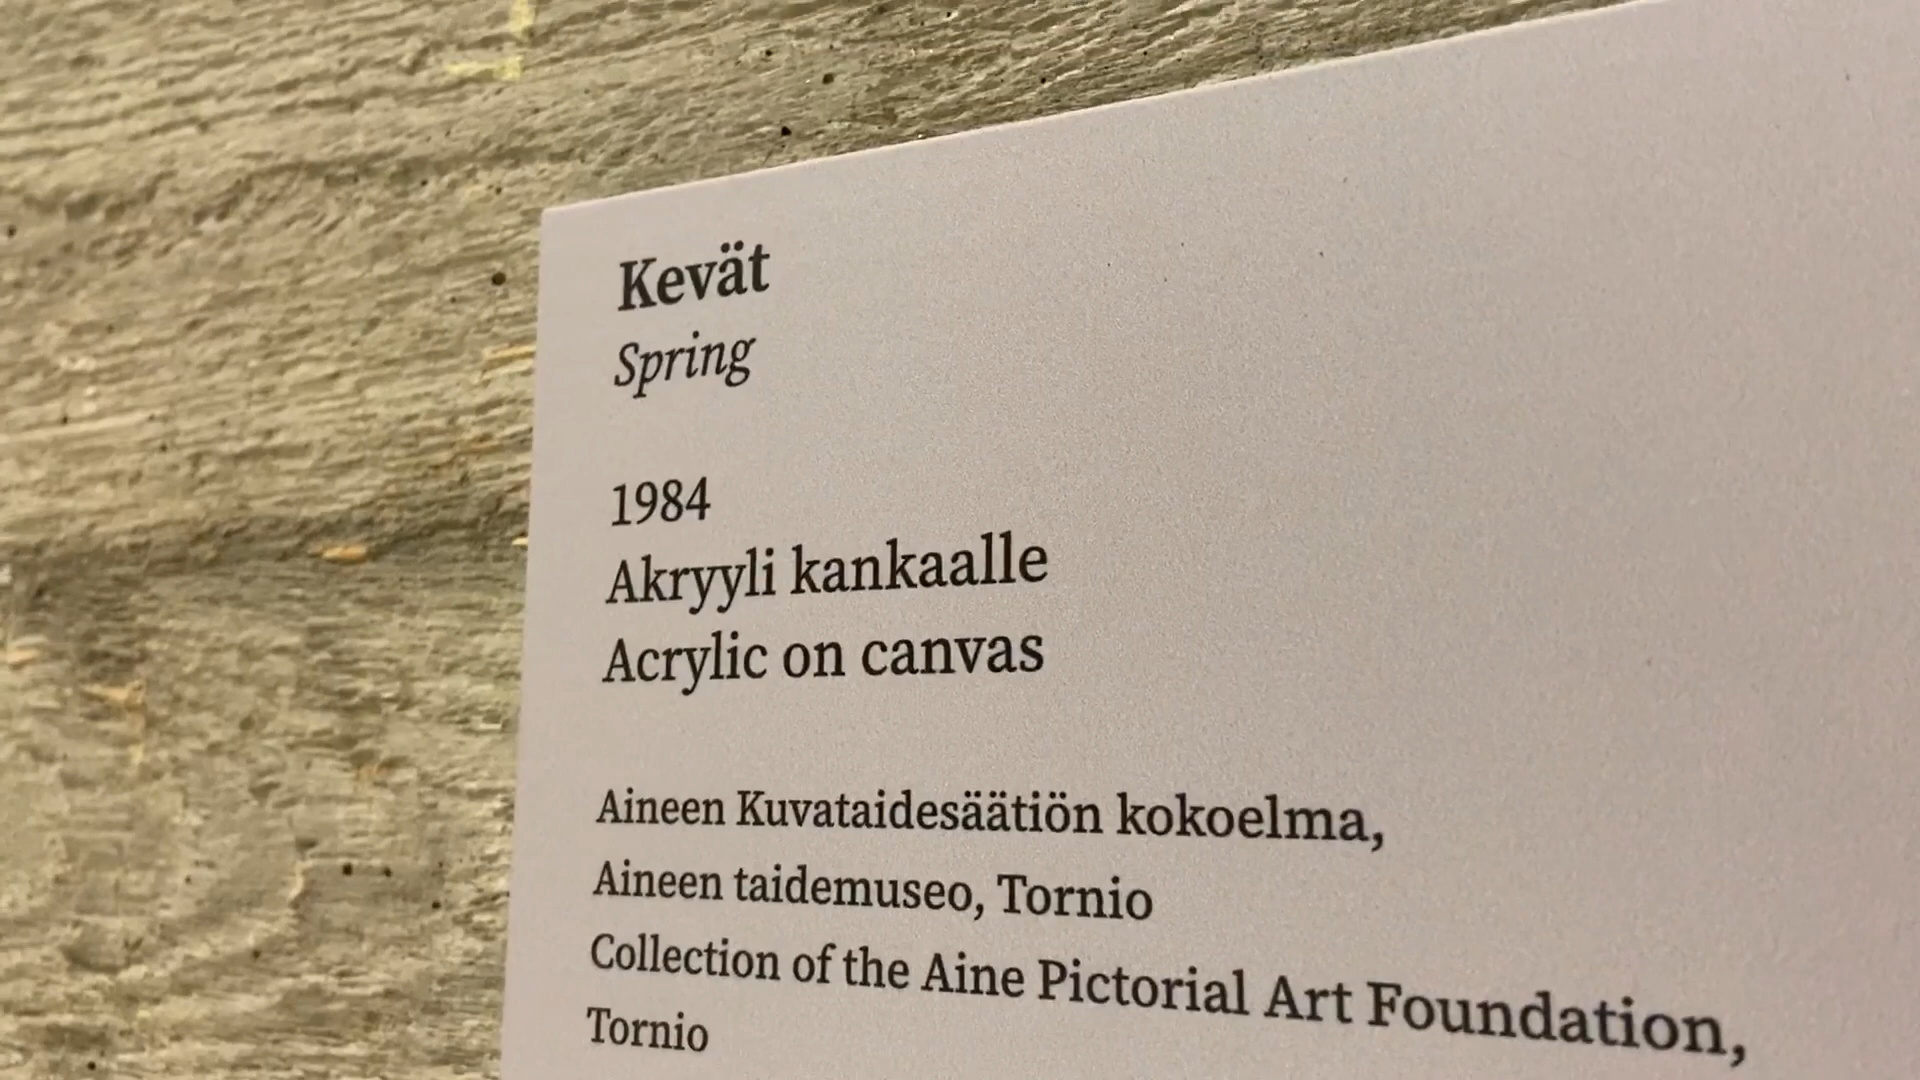 Kevät
Spring
1984
Akryyli kankaalle
Acrylic on canvas
Aineen Kuvataidesäätiön kokoelma,
Aineen taidemuseo, Tornio
Collection of the Aine Pictorial Art Foundation,
Tornio